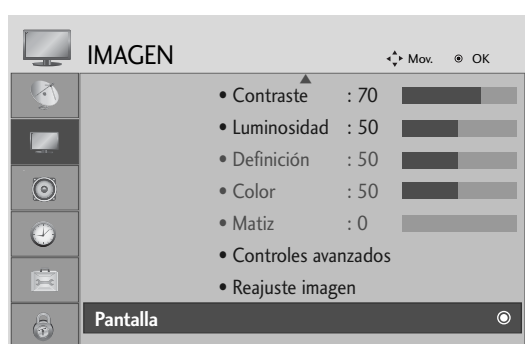 IMAGEN Mov. OK
• Contraste : 70
• Luminosidad : 50
• Definición : 50
• Color : 50
• Matiz : 0
• Controles avanzados
• Reajuste imagen
Pantalla